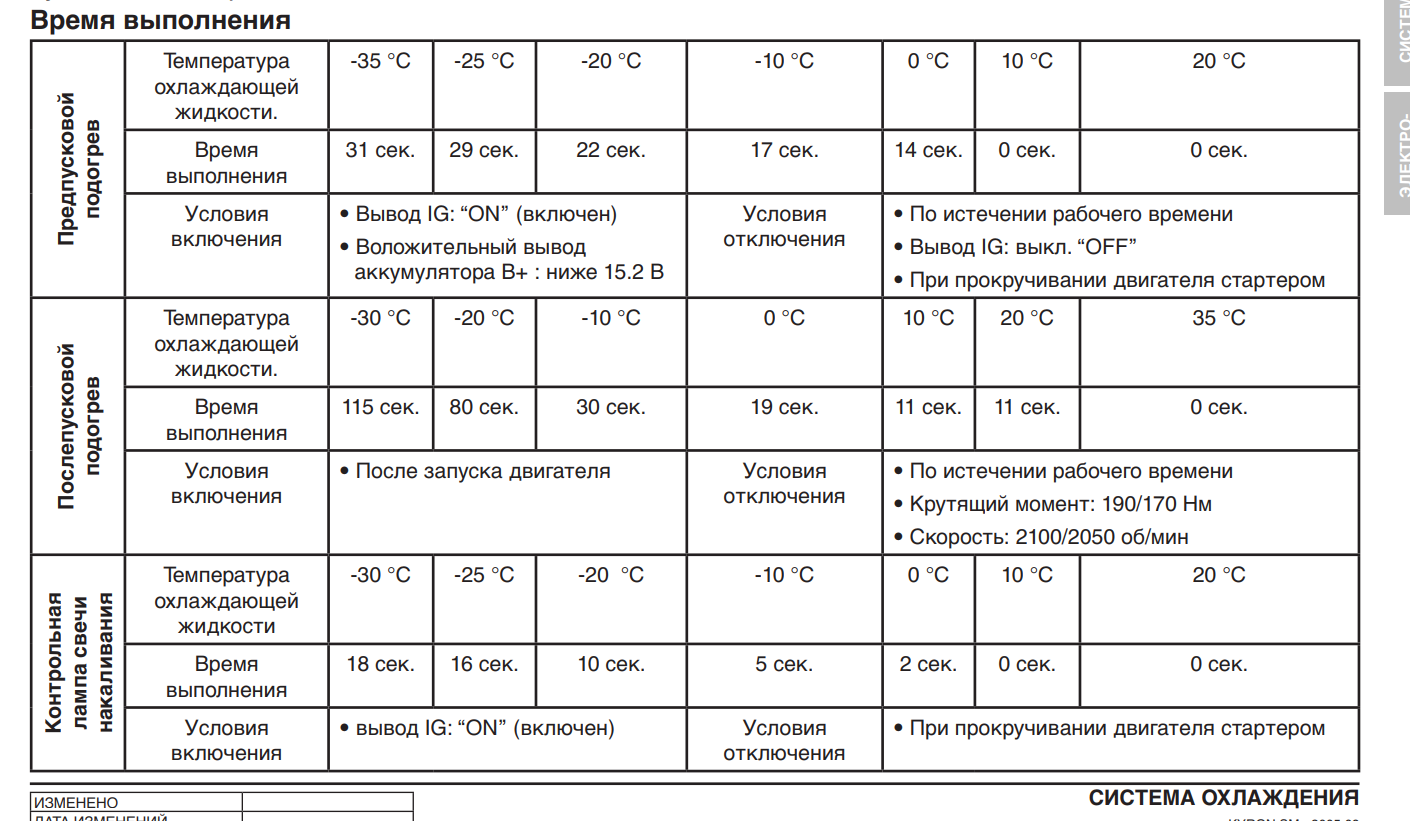 Время выполнения
Предпусковой подогрев
Температура охлаждающей жидкости. -35 °C -25 °C -20 °C -10 °C 0 °C 10 °C 20 °C
Время выполнения 31 сек. 29 сек. 22 сек. 17 сек. 14 сек. 0 сек. 0 сек.
Условия включения
• Вывод IG: “ON” (включен)
• Воложительный вывод
аккумулятора B+ : ниже 15.2 В
Условия отключения
• По истечении рабочего времени
• Вывод IG: выкл. “OFF”
• При прокручивании двигателя стартером
Послепусковой подогрев
Температура охлаждающей жидкости. -30 °C -20 °C -10 °C 0 °C 10 °C 20 °C 35 °C
Время выполнения 115 сек. 80 сек. 30 сек. 19 сек. 11 сек. 11 сек. 0 сек.
Условия включения
• После запуска двигателя
Условия отключения
• По истечении рабочего времени
• Крутящий момент: 190/170 Нм
• Скорость: 2100/2050 об/мин
Контрольная лампа свечи накаливания
Температура охлаждающей жидкости -30 °C -25 °C -20 °C -10 °C 0 °C 10 °C 20 °C
Время выполнения 18 сек. 16 сек. 10 сек. 5 сек. 2 сек. 0 сек. 0 сек.
Условия включения
• вывод IG: “ON” (включен)
Условия отключения
• При прокручивании двигателя стартером
СИСТЕМА ОХЛАЖДЕНИЯ
ИЗМЕНЕНО
ДАТА ИЗМЕНЕНИЙ
ЭЛЕКТРО-